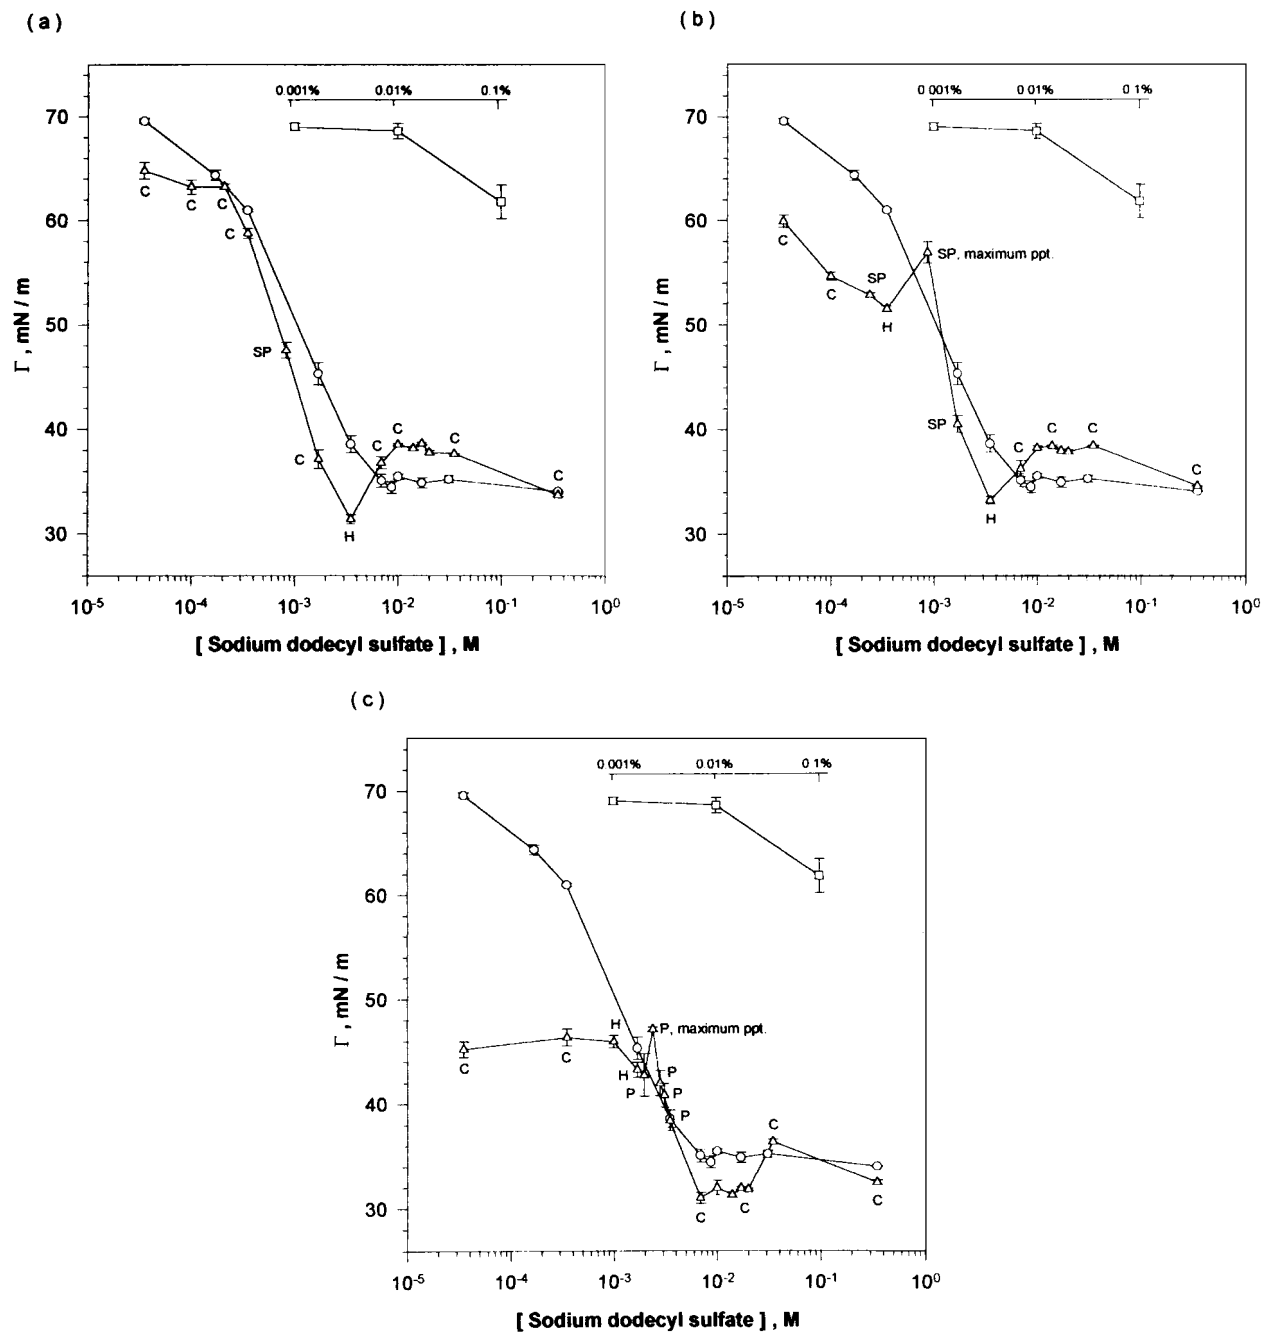 (a)
0.001% 0.01% 0.1%
70
60
50
40
30
Γ , mN / m
C C C C SP C H C C C C
10-5 10-4 10-3 10-2 10-1 100
[ Sodium dodecyl sulfate ] , M
(b)
0.001% 0.01% 0.1%
70
60
50
40
30
Γ , mN / m
C C SP H SP, maximum ppt. SP H C C C C
10-5 10-4 10-3 10-2 10-1 100
[ Sodium dodecyl sulfate ] , M
(c)
0.001% 0.01% 0.1%
70
60
50
40
30
Γ , mN / m
C C H H P P, maximum ppt. P P P C C C C
10-5 10-4 10-3 10-2 10-1 100
[ Sodium dodecyl sulfate ] , M